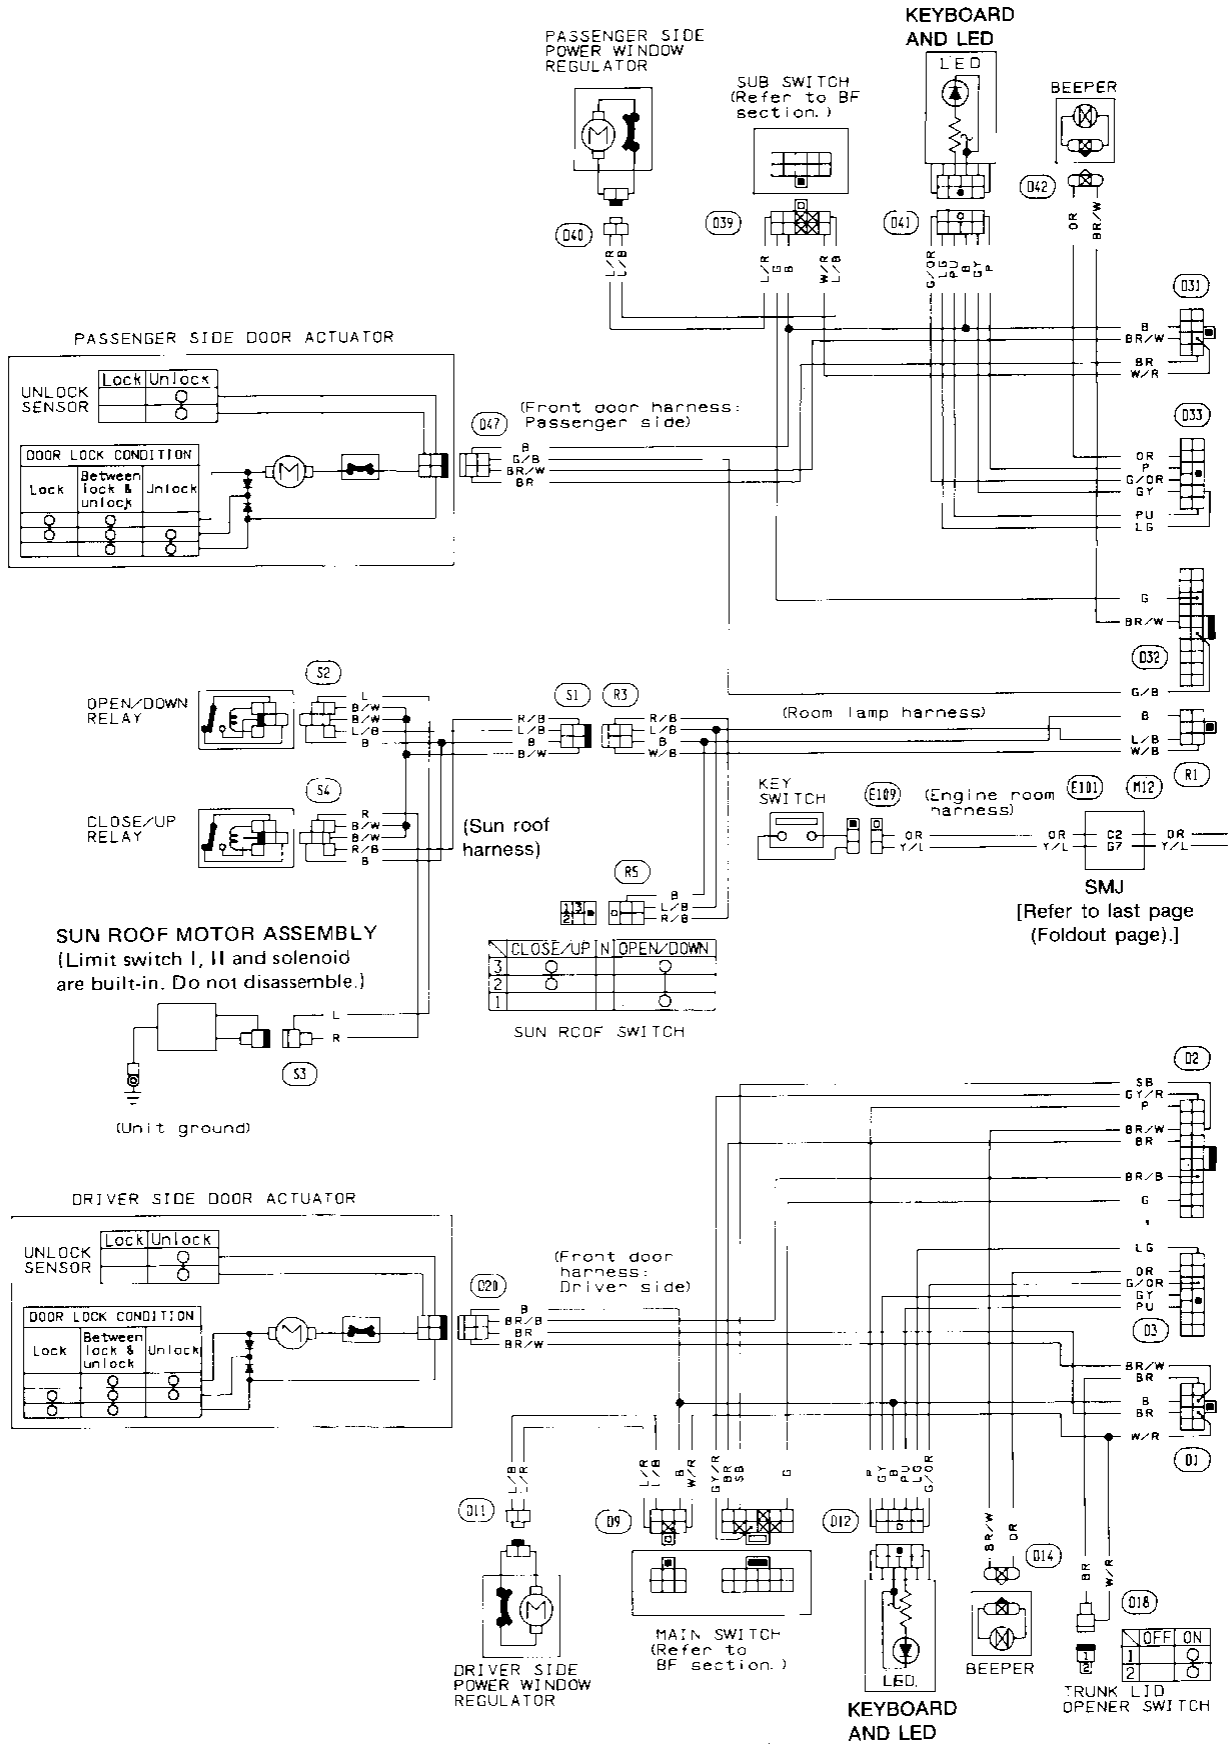 KEYBOARD
AND LED
PASSENGER SIDE
POWER WINDOW
REGULATOR
SUB SWITCH
(Refer to BF
section.)
LED
BEEPER
M
D40
D39
D41
D42
L/R
L/B
L/R
G
B
W/R
L/B
G/OR
LG
PU
B
GY
P
OR
BR/W
D31
B
BR/W
BR
W/R
PASSENGER SIDE DOOR ACTUATOR
UNLOCK
SENSOR
Lock Unlock
DOOR LOCK CONDITION
Lock
Between
lock &
unlock
Unlock
M
D47
(Front door harness:
Passenger side)
B
G/B
BR/W
BR
D33
OR
P
G/OR
GY
PU
LG
G
BR/W
D32
G/B
OPEN/DOWN
RELAY
S2
L
B/W
B/W
L/B
B
S1
R3
R/B
L/B
B
B/W
R/B
L/B
B
W/B
(Room lamp harness)
B
L/B
W/B
R1
CLOSE/UP
RELAY
S4
R
B/W
B/W
R/B
B
(Sun roof
harness)
KEY
SWITCH
E109
(Engine room
harness)
E101
M12
OR
Y/L
OR
Y/L
C2
G7
OR
Y/L
SMJ
[Refer to last page
(Foldout page).]
R5
1 3
2
B
L/B
R/B
CLOSE/UP N OPEN/DOWN
3
2
1
SUN ROOF SWITCH
SUN ROOF MOTOR ASSEMBLY
(Limit switch I, II and solenoid
are built-in. Do not disassemble.)
L
R
S3
(Unit ground)
D2
SB
GY/R
P
BR/W
BR
BR/B
G
DRIVER SIDE DOOR ACTUATOR
UNLOCK
SENSOR
Lock Unlock
DOOR LOCK CONDITION
Lock
Between
lock &
unlock
Unlock
M
D20
(Front door
harness:
Driver side)
B
BR/B
BR
BR/W
LG
OR
G/OR
GY
PU
D3
BR/W
BR
B
BR
W/R
D1
L/B
L/R
L/R
L/B
B
W/R
GY/R
BR
SB
G
P
GY
B
PU
LG
G/OR
BR/W
OR
BR
W/R
D11
D9
D12
D14
D18
M
DRIVER SIDE
POWER WINDOW
REGULATOR
MAIN SWITCH
(Refer to
BF section.)
LED
KEYBOARD
AND LED
BEEPER
1
2
OFF ON
1
2
TRUNK LID
OPENER SWITCH